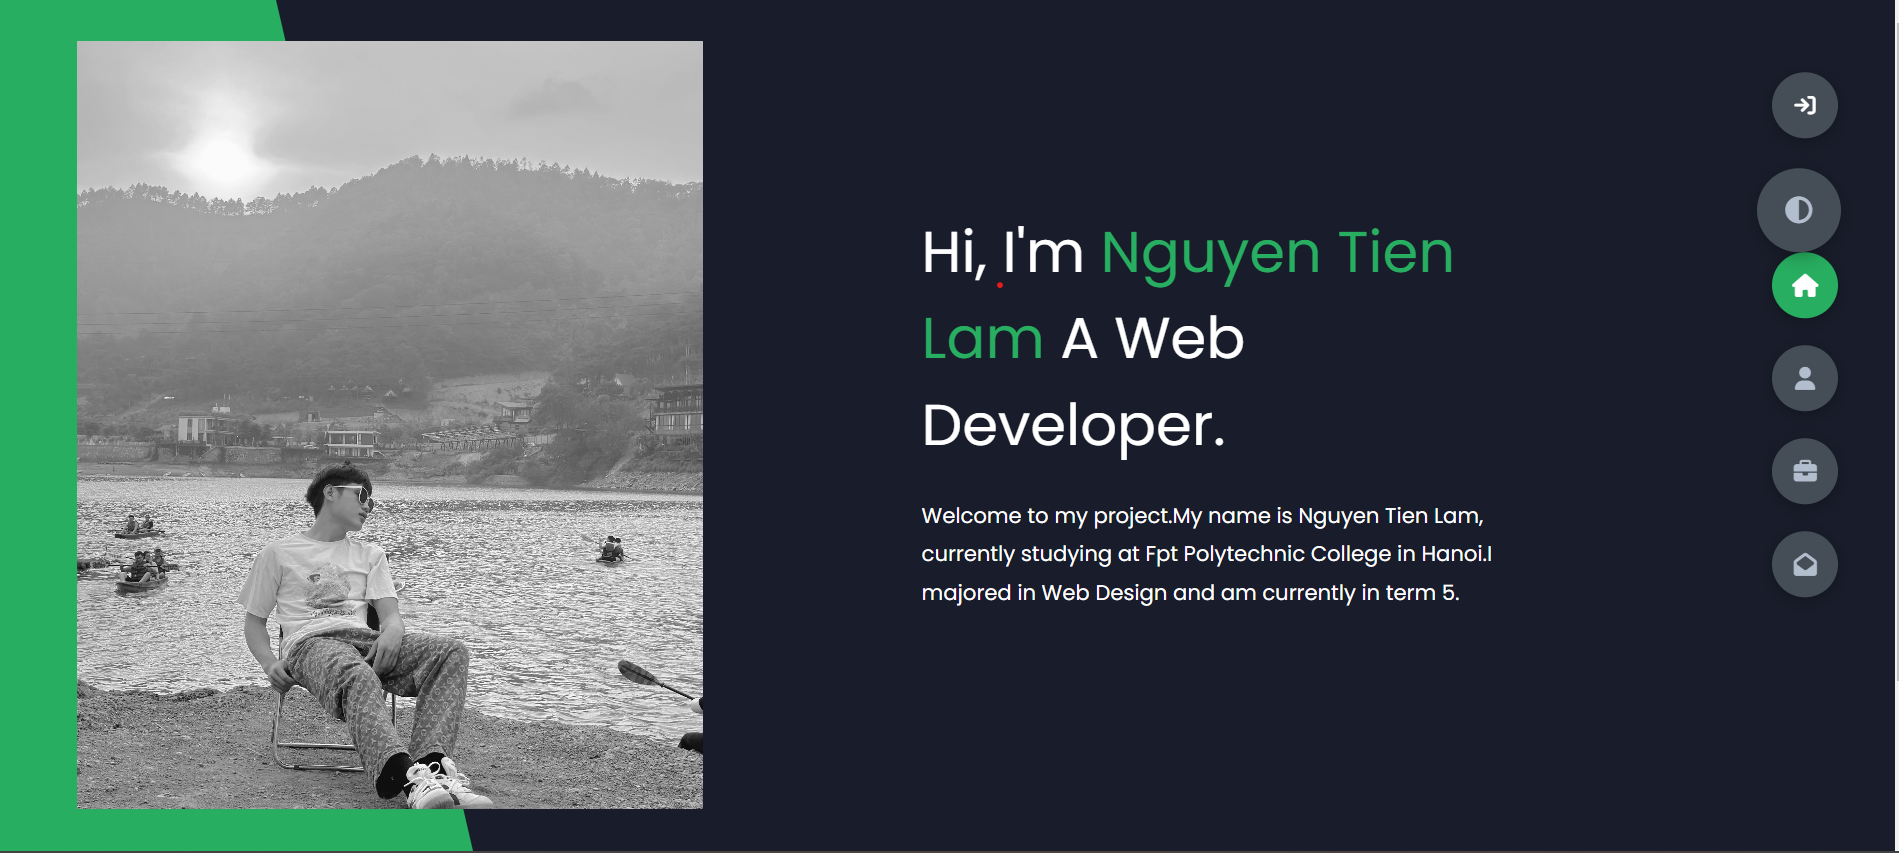 Hi, I'm Nguyen Tien
Lam A Web
Developer.
Welcome to my project.My name is Nguyen Tien Lam,
currently studying at Fpt Polytechnic College in Hanoi.I
majored in Web Design and am currently in term 5.